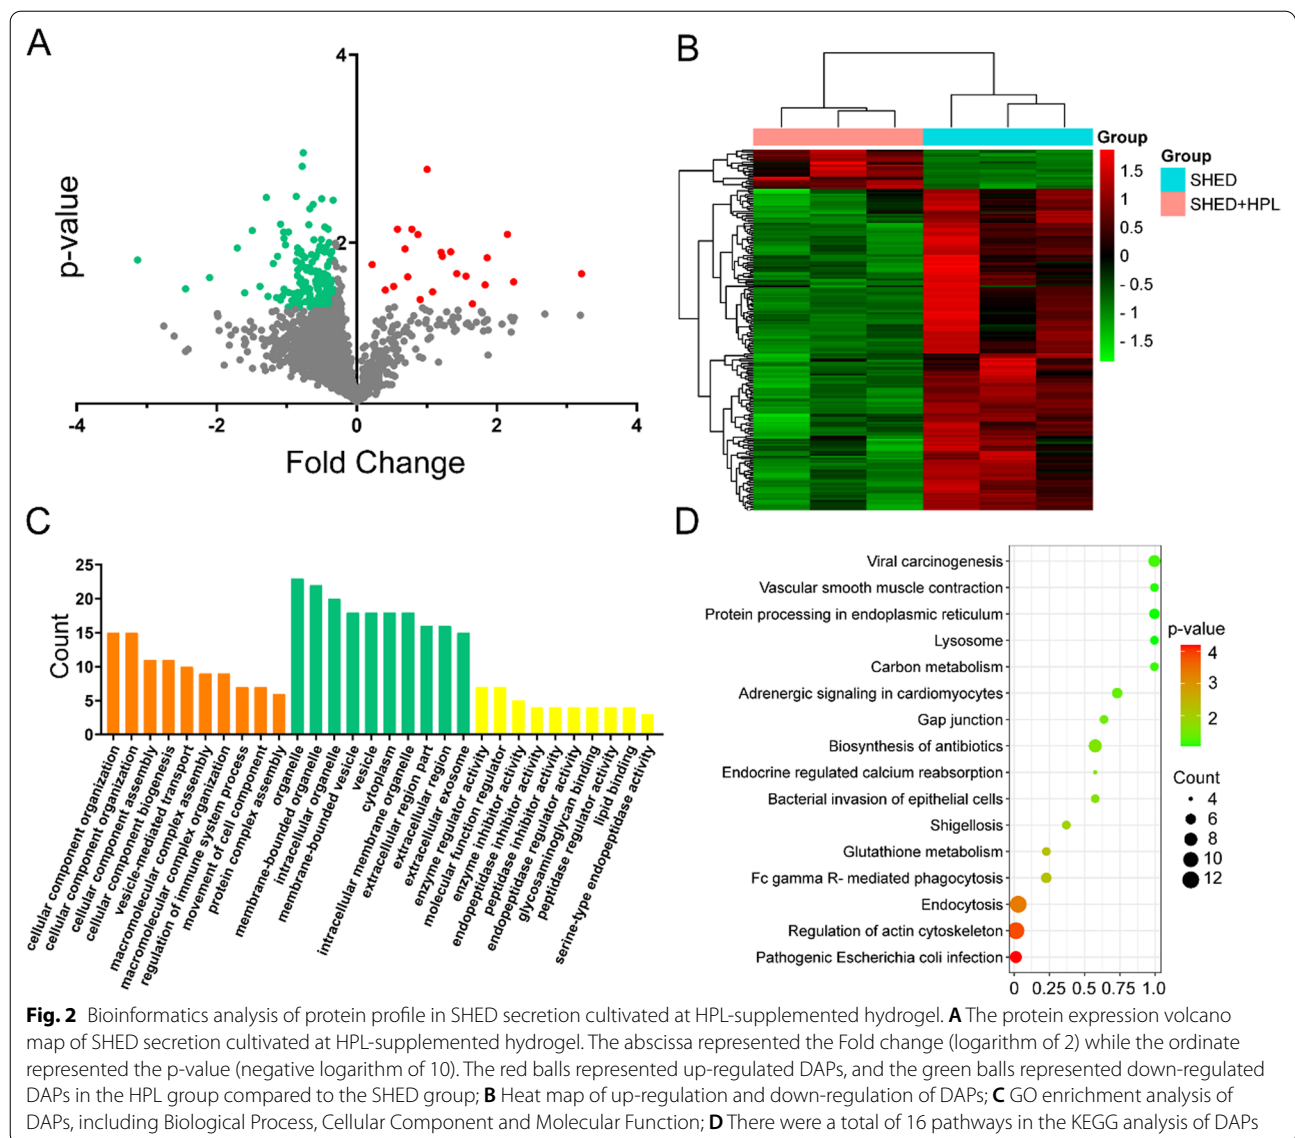 A
4
2
p-value
-4
-2
0
2
4
Fold Change
B
Group
1.5
1
0.5
0
- 0.5
- 1
- 1.5
Group
SHED
SHED+HPL
C
Count
25
20
15
10
5
0
cellular component organization
cellular component organization
cellular component assembly
cellular component biogenesis
vesicle-mediated transport
macromolecular complex assembly
macromolecular complex organization
regulation of immune system process
movement of cell component
protein complex assembly
organelle
membrane-bounded organelle
intracellular organelle
membrane-bounded vesicle
vesicle
cytoplasm
intracellular membrane organelle
extracellular region part
extracellular region
extracellular exosome
enzyme regulator activity
molecular function regulator
enzyme inhibitor activity
endopeptidase inhibitor activity
peptidase inhibitor activity
endopeptidase regulator activity
glycosaminoglycan binding
peptidase regulator activity
lipid binding
serine-type endopeptidase activity
D
Viral carcinogenesis
Vascular smooth muscle contraction
Protein processing in endoplasmic reticulum
Lysosome
Carbon metabolism
Adrenergic signaling in cardiomyocytes
Gap junction
Biosynthesis of antibiotics
Endocrine regulated calcium reabsorption
Bacterial invasion of epithelial cells
Shigellosis
Glutathione metabolism
Fc gamma R- mediated phagocytosis
Endocytosis
Regulation of actin cytoskeleton
Pathogenic Escherichia coli infection
0 0.25 0.5 0.75 1.0
p-value
4
3
2
Count
4
6
8
10
12
Fig. 2 Bioinformatics analysis of protein profile in SHED secretion cultivated at HPL-supplemented hydrogel. A The protein expression volcano
map of SHED secretion cultivated at HPL-supplemented hydrogel. The abscissa represented the Fold change (logarithm of 2) while the ordinate
represented the p-value (negative logarithm of 10). The red balls represented up-regulated DAPs, and the green balls represented down-regulated
DAPs in the HPL group compared to the SHED group; B Heat map of up-regulation and down-regulation of DAPs; C GO enrichment analysis of
DAPs, including Biological Process, Cellular Component and Molecular Function; D There were a total of 16 pathways in the KEGG analysis of DAPs